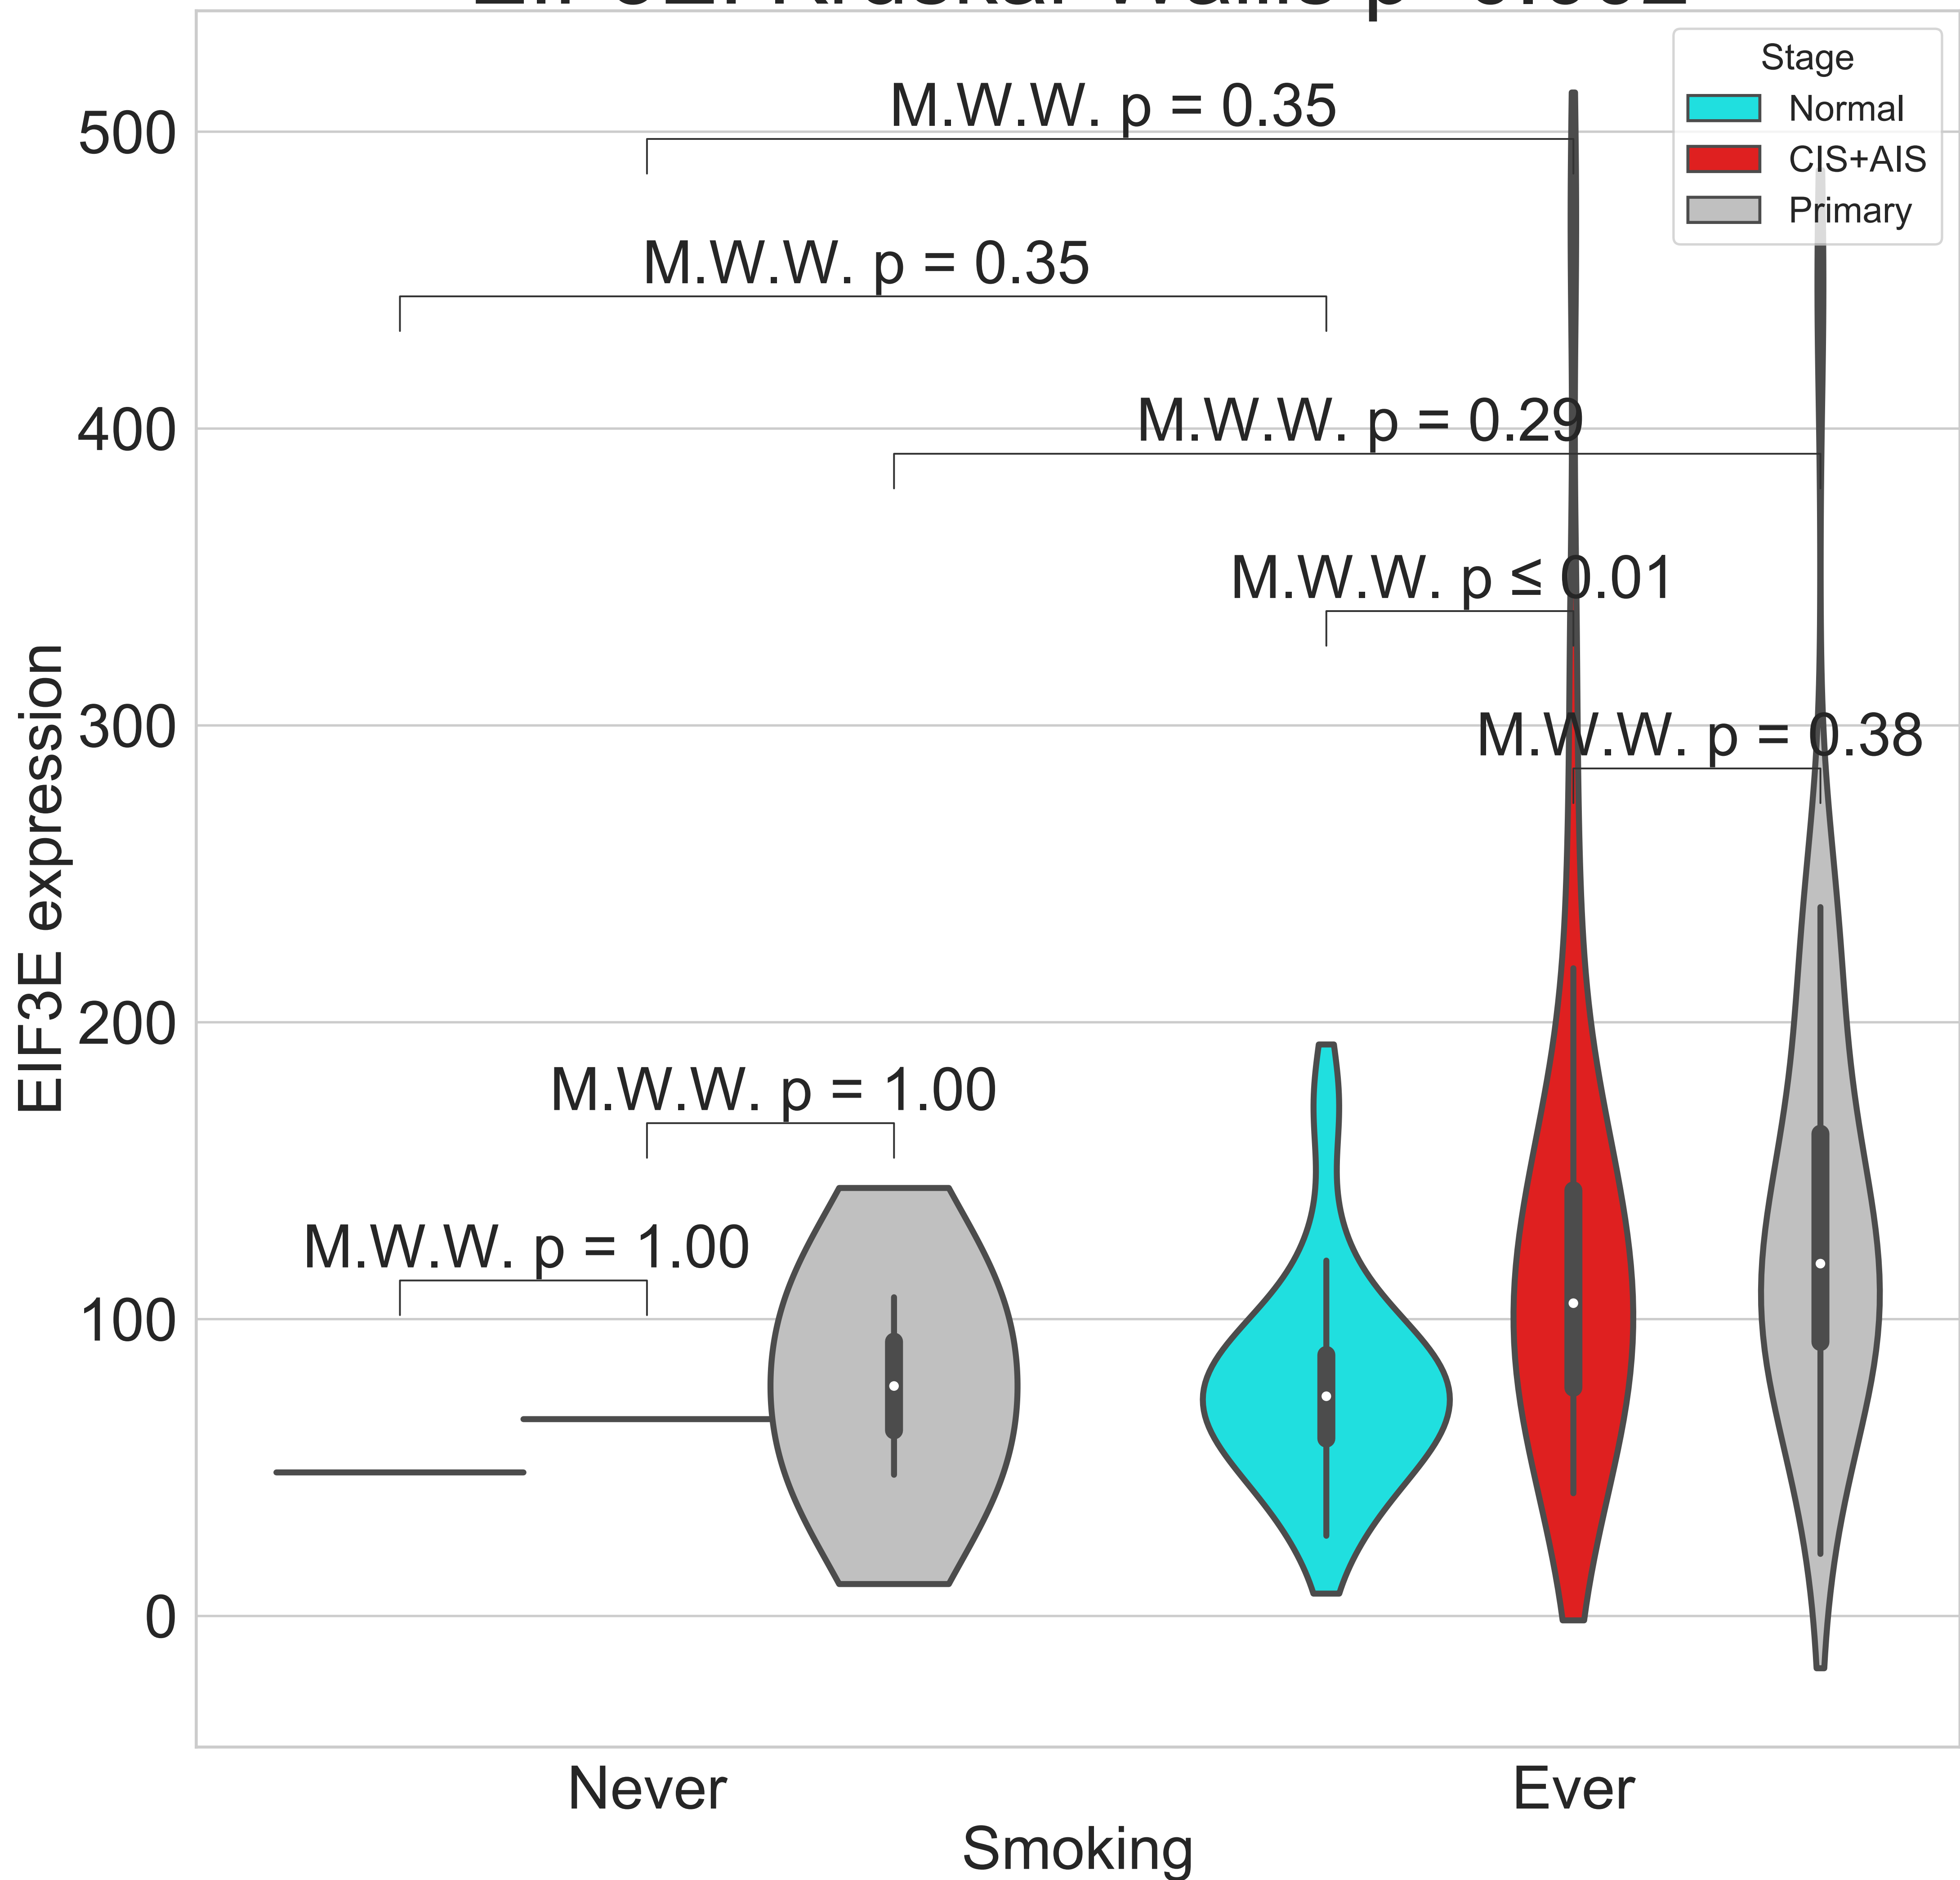 Stage
Normal
CIS+AIS
Primary
M.W.W. p = 0.35
M.W.W. p = 0.35
M.W.W. p = 0.29
M.W.W. p ≤ 0.01
M.W.W. p = 0.38
M.W.W. p = 1.00
M.W.W. p = 1.00
500
400
300
200
100
0
EIF3E expression
Never
Ever
Smoking